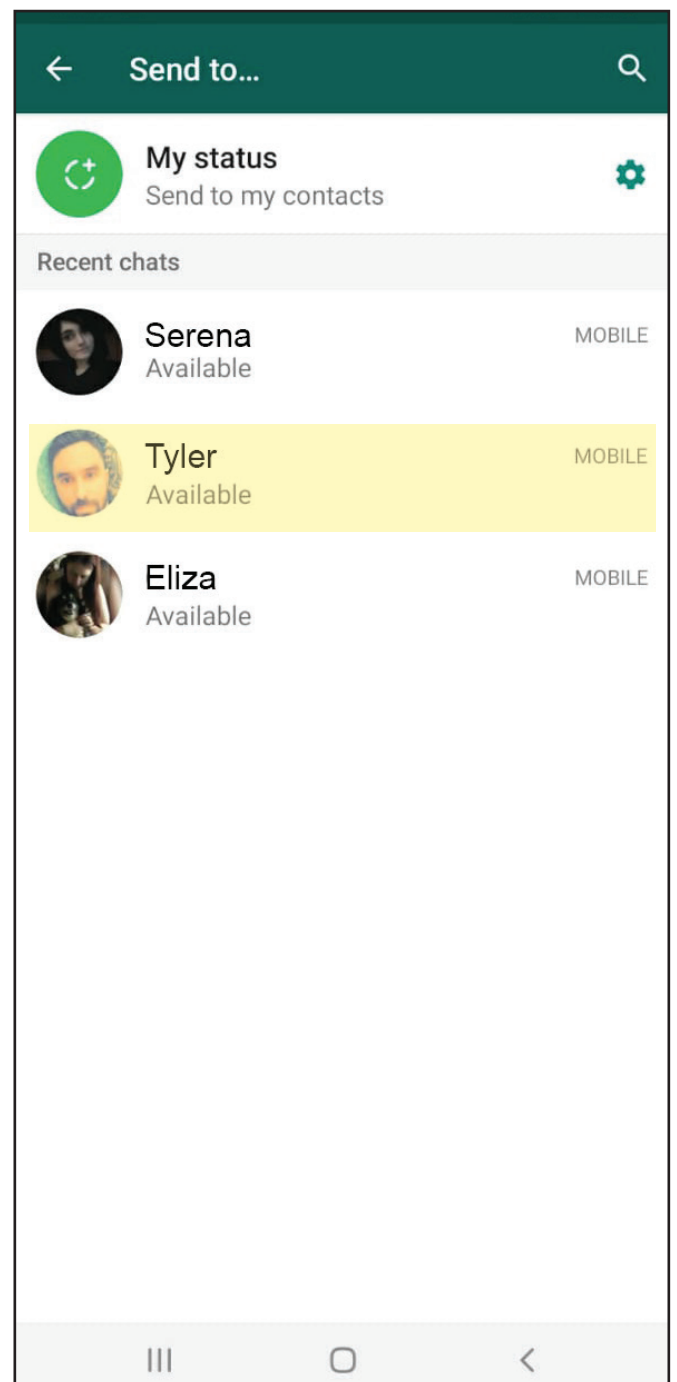 Send to...
My status
Send to my contacts
Recent chats
Serena
MOBILE
Available
Tyler
MOBILE
Available
Eliza
MOBILE
Available